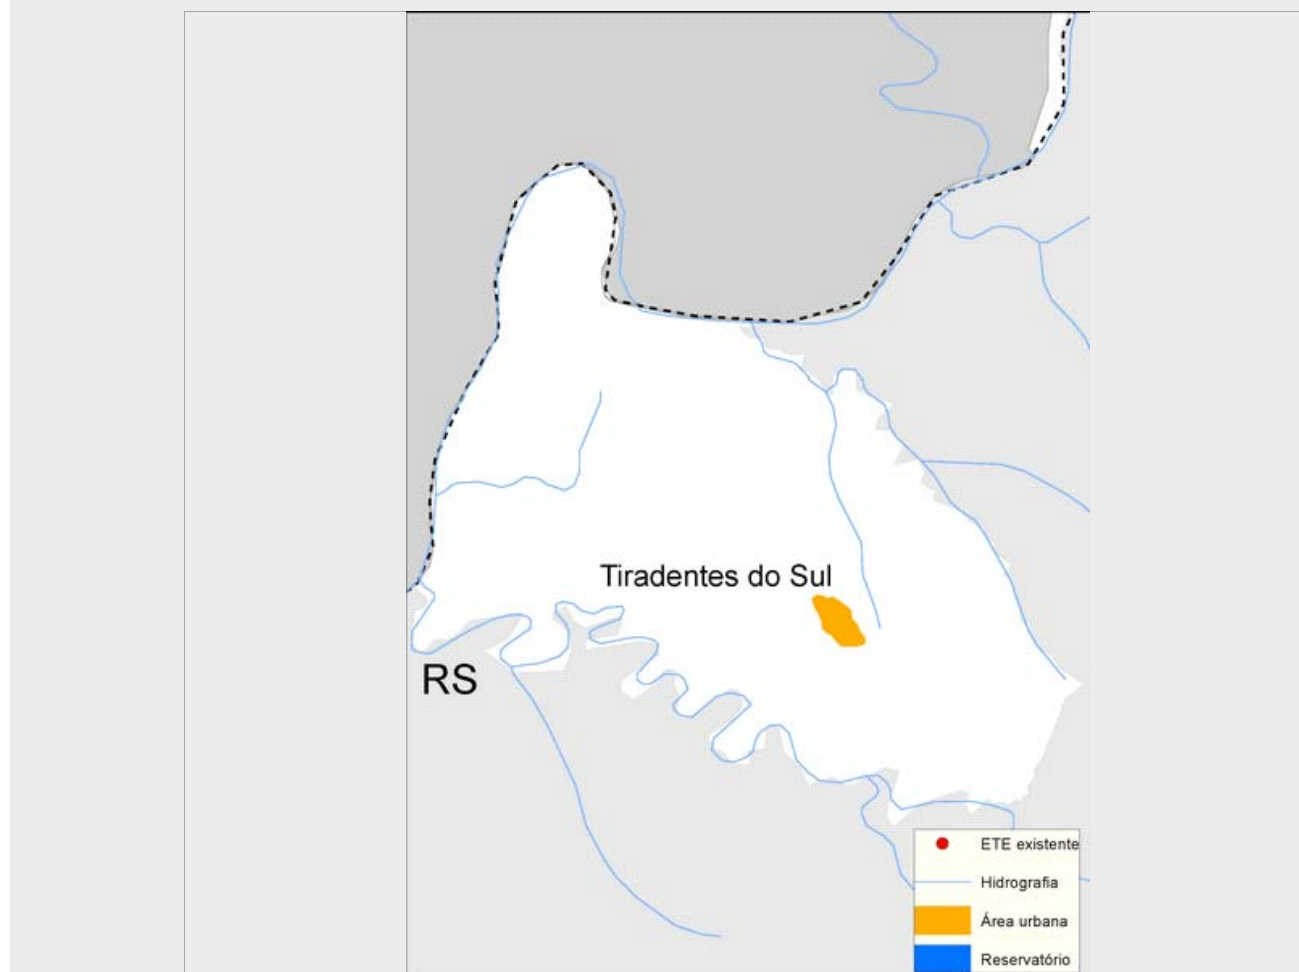 Tiradentes do Sul
RS
ETE existente
Hidrografia
Área urbana
Reservatório